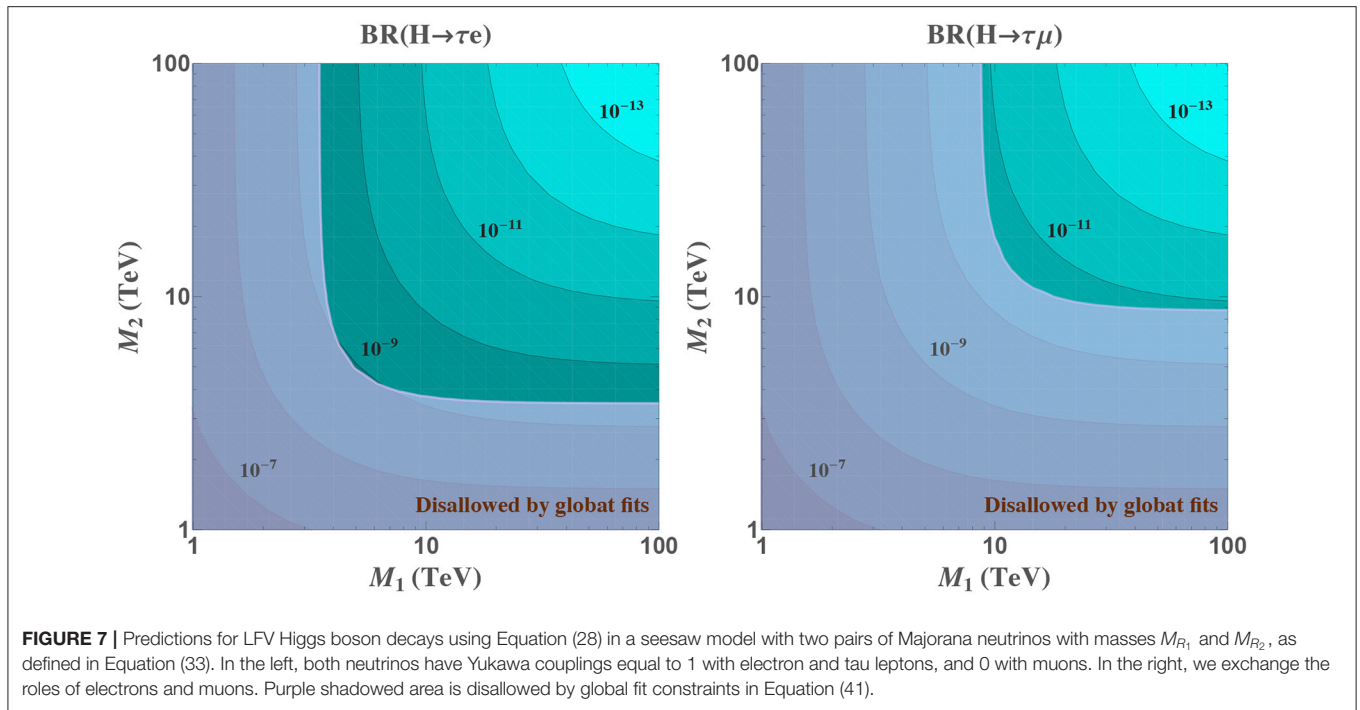 BR(H→τe)
100
10
1
M₂ (TeV)
10⁻¹³
10⁻¹¹
10⁻⁹
10⁻⁷
Disallowed by globat fits
1 10 100
M₁ (TeV)
BR(H→τμ)
100
10
1
M₂ (TeV)
10⁻¹³
10⁻¹¹
10⁻⁹
10⁻⁷
Disallowed by globat fits
1 10 100
M₁ (TeV)
FIGURE 7 | Predictions for LFV Higgs boson decays using Equation (28) in a seesaw model with two pairs of Majorana neutrinos with masses M_R₁ and M_R₂, as
defined in Equation (33). In the left, both neutrinos have Yukawa couplings equal to 1 with electron and tau leptons, and 0 with muons. In the right, we exchange the
roles of electrons and muons. Purple shadowed area is disallowed by global fit constraints in Equation (41).